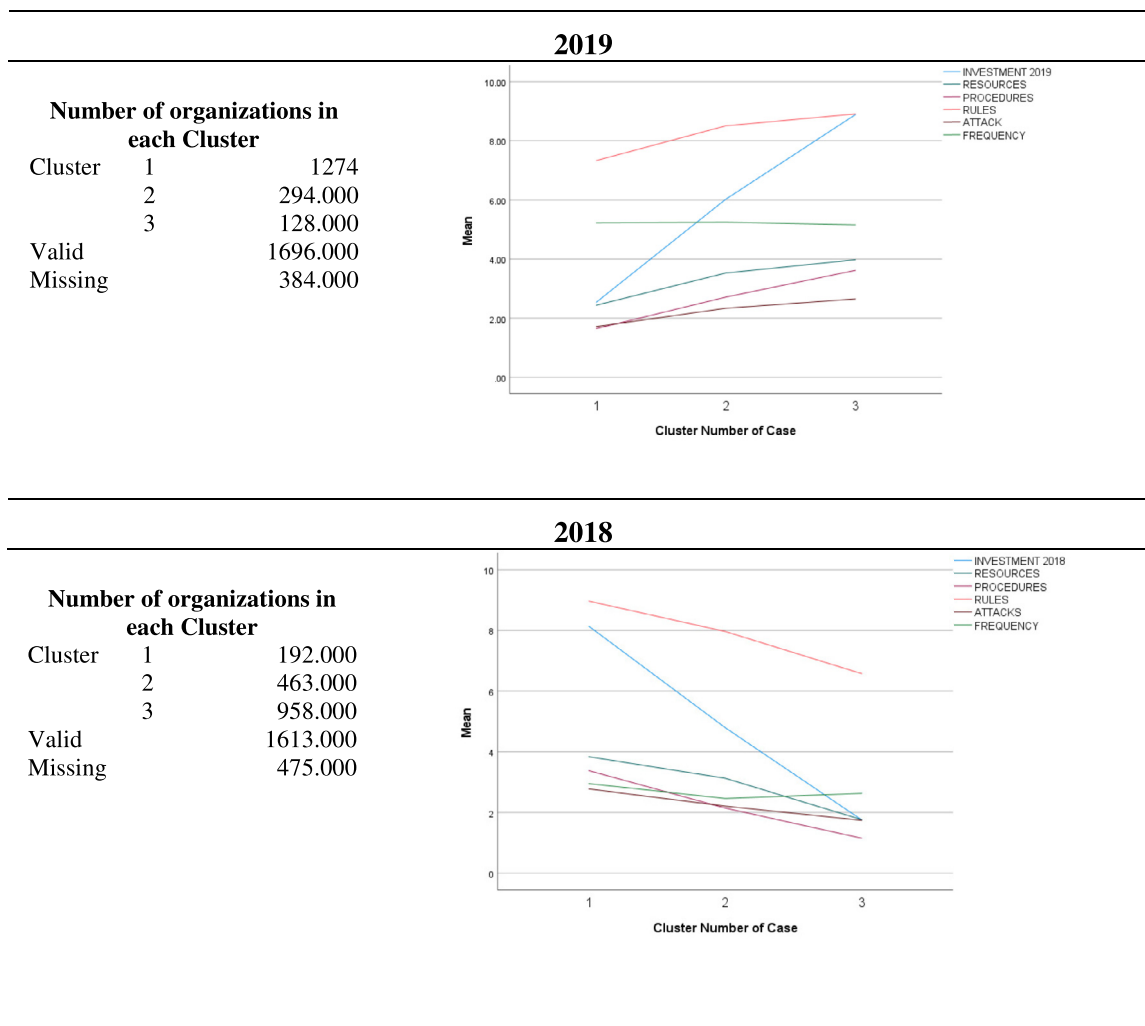 2019
Number of organizations in
each Cluster
Cluster 1 1274
2 294.000
3 128.000
Valid 1696.000
Missing 384.000
10.00
8.00
6.00
4.00
2.00
.00
Mean
1 2 3
Cluster Number of Case
INVESTMENT 2019
RESOURCES
PROCEDURES
RULES
ATTACK
FREQUENCY
2018
Number of organizations in
each Cluster
Cluster 1 192.000
2 463.000
3 958.000
Valid 1613.000
Missing 475.000
10
8
6
4
2
0
Mean
1 2 3
Cluster Number of Case
INVESTMENT 2018
RESOURCES
PROCEDURES
RULES
ATTACKS
FREQUENCY